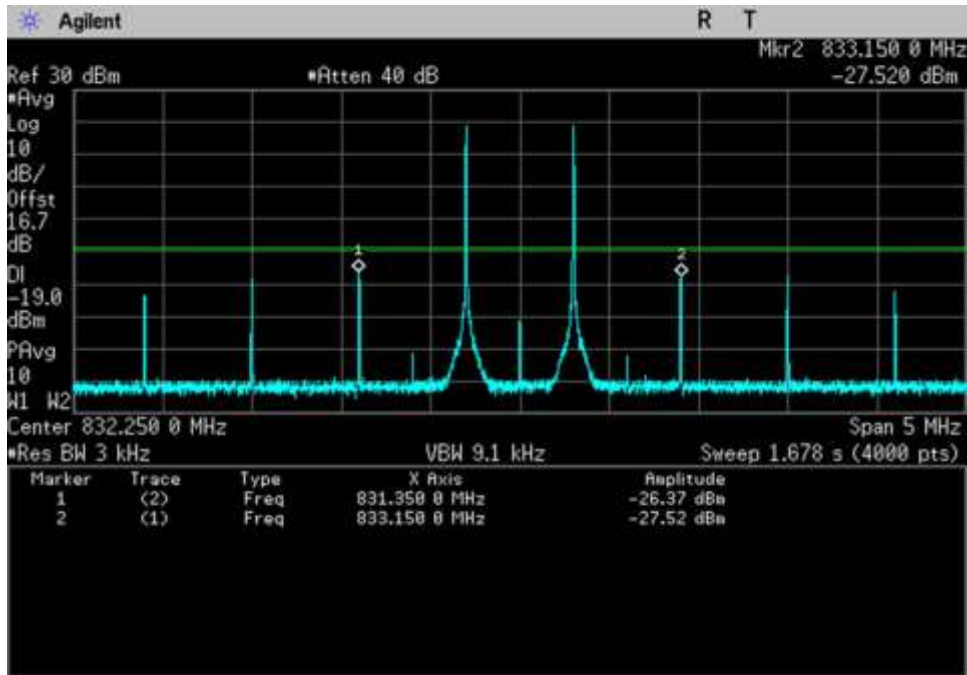 Agilent R T
Mkr2 833.150 0 MHz
Ref 30 dBm *Atten 40 dB -27.520 dBm
*Avg
Log
10
dB/
Offst
16.7
dB
DI
-19.0
dBm
PAvg
10
W1 W2
1
2
Center 832.250 0 MHz Span 5 MHz
*Res BW 3 kHz VBW 9.1 kHz Sweep 1.678 s (4000 pts)
Marker Trace Type X Axis Amplitude
1 (2) Freq 831.350 0 MHz -26.37 dBm
2 (1) Freq 833.150 0 MHz -27.52 dBm